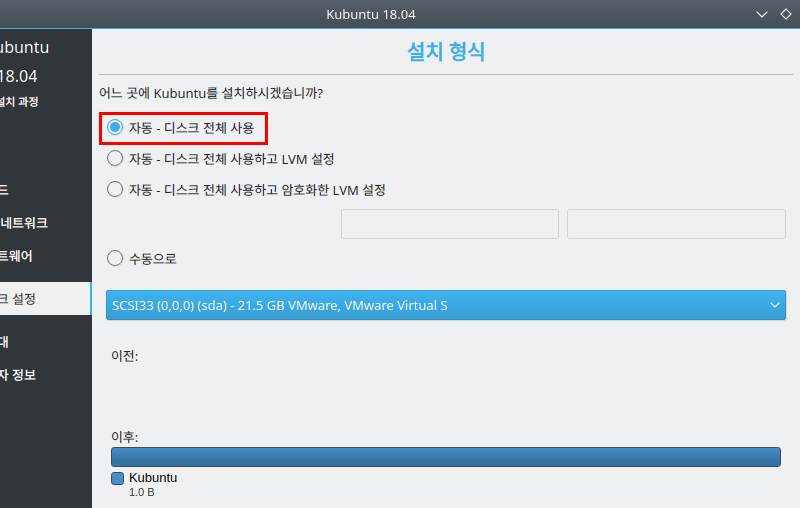 Kubuntu 18.04
ubuntu
18.04
설치 과정
드
네트워크
트웨어
크 설정
대
자 정보
설치 형식
어느 곳에 Kubuntu를 설치하시겠습니까?
자동 - 디스크 전체 사용
자동 - 디스크 전체 사용하고 LVM 설정
자동 - 디스크 전체 사용하고 암호화한 LVM 설정
수동으로
SCSI33 (0,0,0) (sda) - 21.5 GB VMware, VMware Virtual S
이전:
이후:
Kubuntu
1.0 B